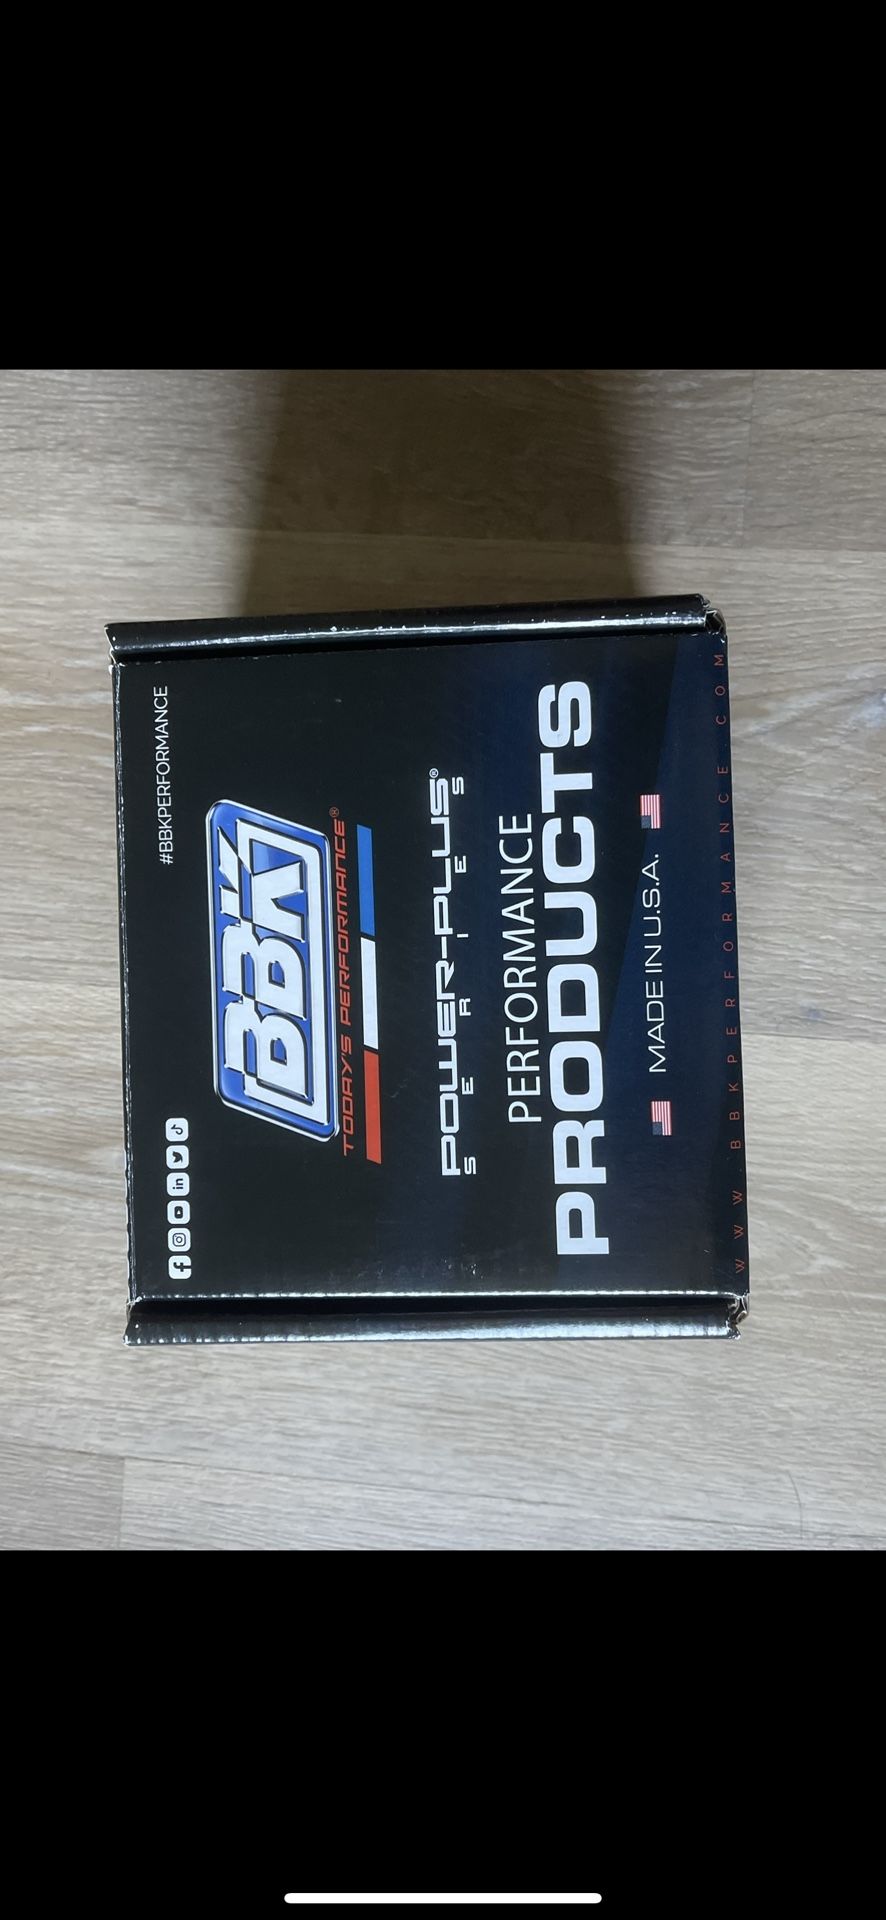 #BBKPERFORMANCE
BBK
TODAY'S PERFORMANCE®
POWER-PLUS®
SERIES
PERFORMANCE
PRODUCTS
MADE IN U.S.A.
WWW.BBKPERFORMANCE.COM